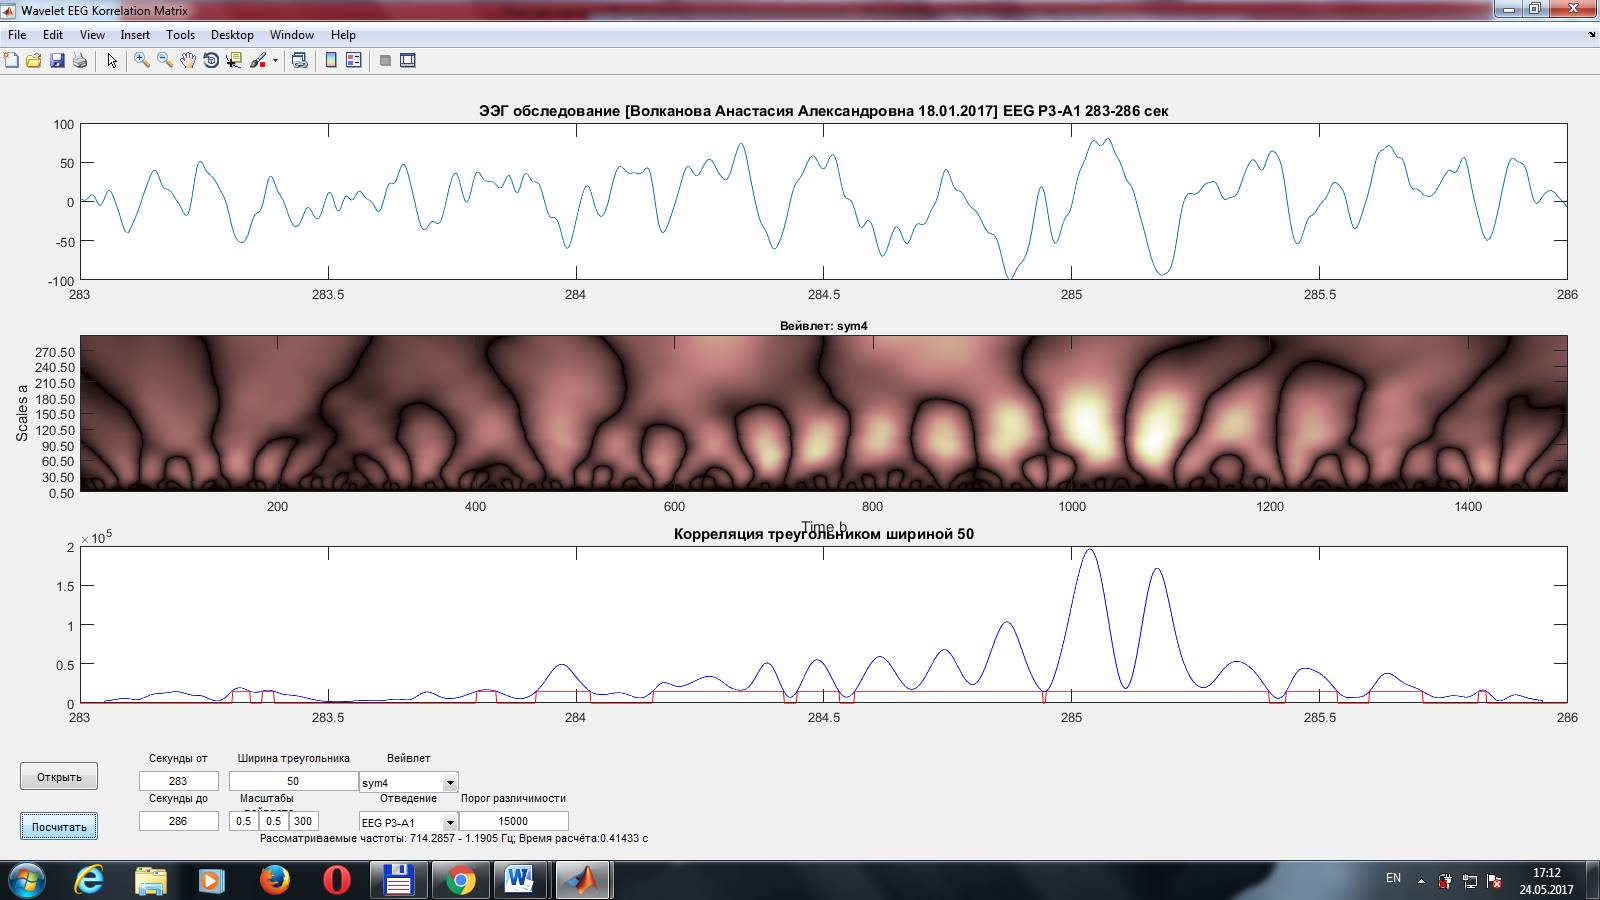 Wavelet EEG Korrelation Matrix
File Edit View Insert Tools Desktop Window Help
ЭЭГ обследование [Волканова Анастасия Александровна 18.01.2017] EEG P3-A1 283-286 сек
100
50
0
-50
-100
283 283.5 284 284.5 285 285.5 286
Вейвлет: sym4
Scales a
270.50
240.50
210.50
180.50
150.50
120.50
90.50
60.50
30.50
0.50
200 400 600 800 1000 1200 1400
Time b
Корреляция треугольником шириной 50
×10^5
2
1.5
1
0.5
0
283 283.5 284 284.5 285 285.5 286
Открыть
Посчитать
Секунды от Ширина треугольника Вейвлет
283 50 sym4
Секунды до Масштабы Отведение Порог различимости
286 0.5 0.5 300 EEG P3-A1 15000
Рассматриваемые частоты: 714.2857 - 1.1905 Гц; Время расчёта:0.41433 с
EN
17:12
24.05.2017